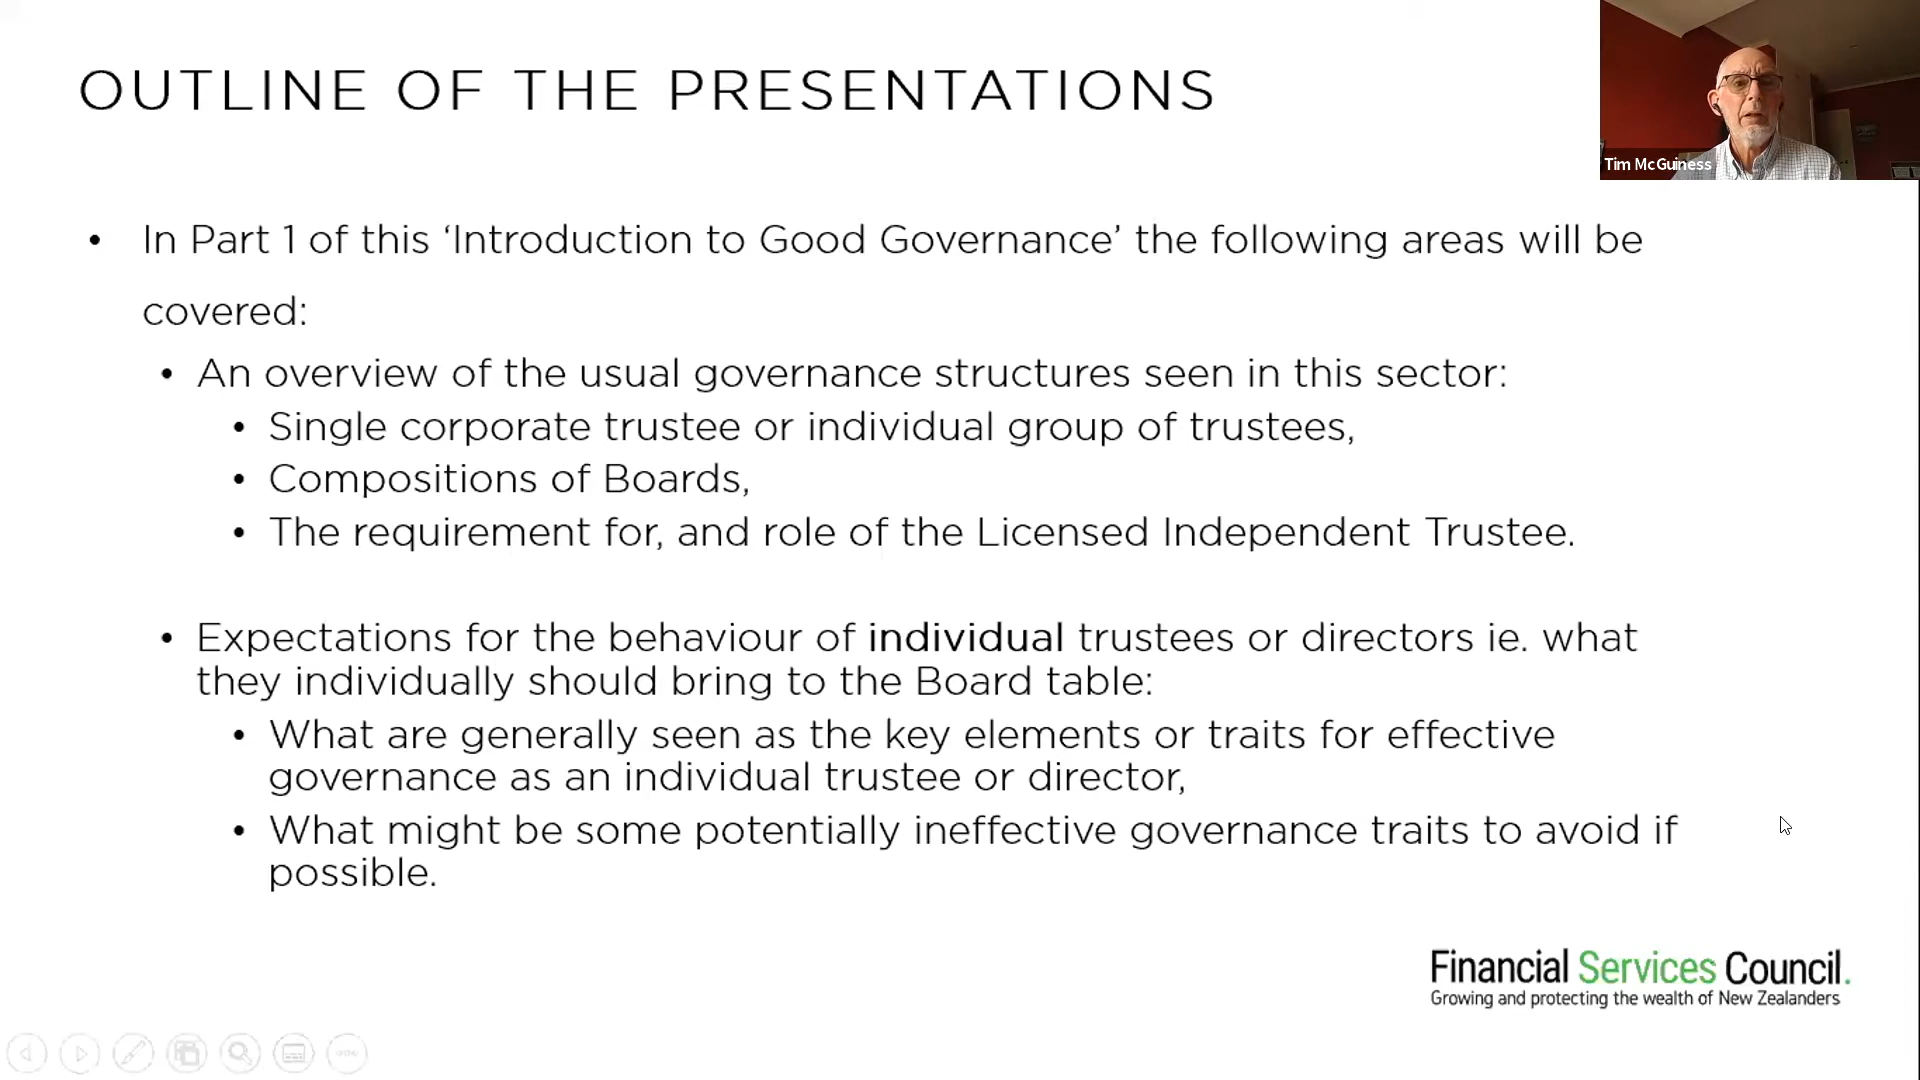 OUTLINE OF THE PRESENTATIONS
Tim McGuiness
• In Part 1 of this ‘Introduction to Good Governance’ the following areas will be
covered:
• An overview of the usual governance structures seen in this sector:
• Single corporate trustee or individual group of trustees,
• Compositions of Boards,
• The requirement for, and role of the Licensed Independent Trustee.
• Expectations for the behaviour of individual trustees or directors ie. what
they individually should bring to the Board table:
• What are generally seen as the key elements or traits for effective
governance as an individual trustee or director,
• What might be some potentially ineffective governance traits to avoid if
possible.
Financial Services Council.
Growing and protecting the wealth of New Zealanders